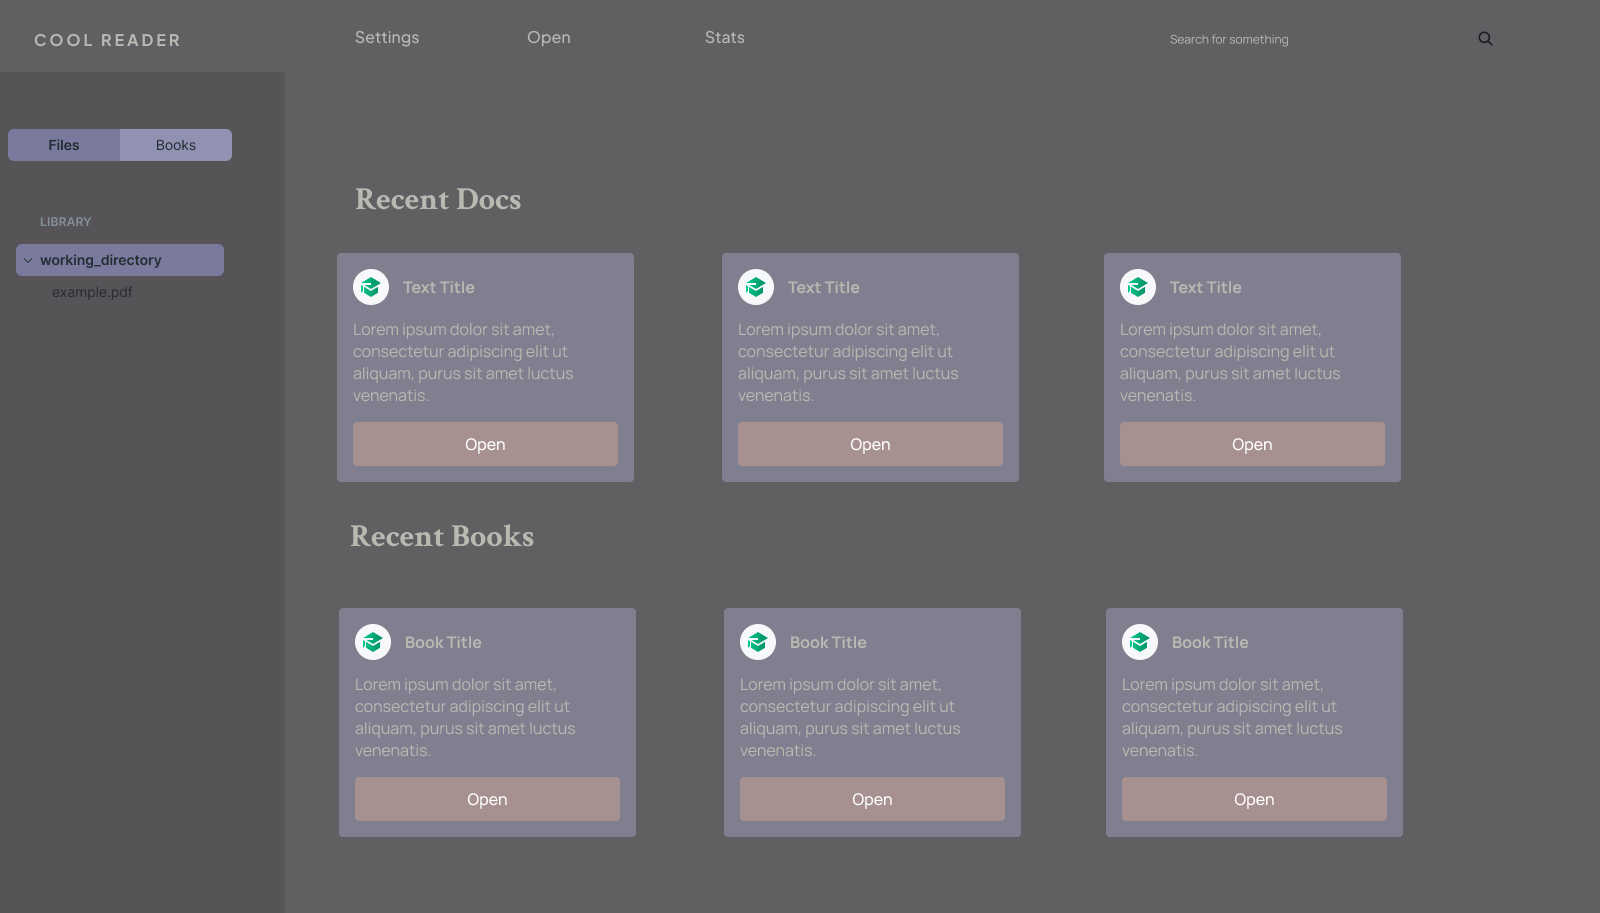 COOL READER
Settings
Open
Stats
Search for something
Files
Books
LIBRARY
working_directory
example.pdf
Recent Docs
Text Title
Lorem ipsum dolor sit amet,
consectetur adipiscing elit ut
aliquam, purus sit amet luctus
venenatis.
Open
Text Title
Lorem ipsum dolor sit amet,
consectetur adipiscing elit ut
aliquam, purus sit amet luctus
venenatis.
Open
Text Title
Lorem ipsum dolor sit amet,
consectetur adipiscing elit ut
aliquam, purus sit amet luctus
venenatis.
Open
Recent Books
Book Title
Lorem ipsum dolor sit amet,
consectetur adipiscing elit ut
aliquam, purus sit amet luctus
venenatis.
Open
Book Title
Lorem ipsum dolor sit amet,
consectetur adipiscing elit ut
aliquam, purus sit amet luctus
venenatis.
Open
Book Title
Lorem ipsum dolor sit amet,
consectetur adipiscing elit ut
aliquam, purus sit amet luctus
venenatis.
Open